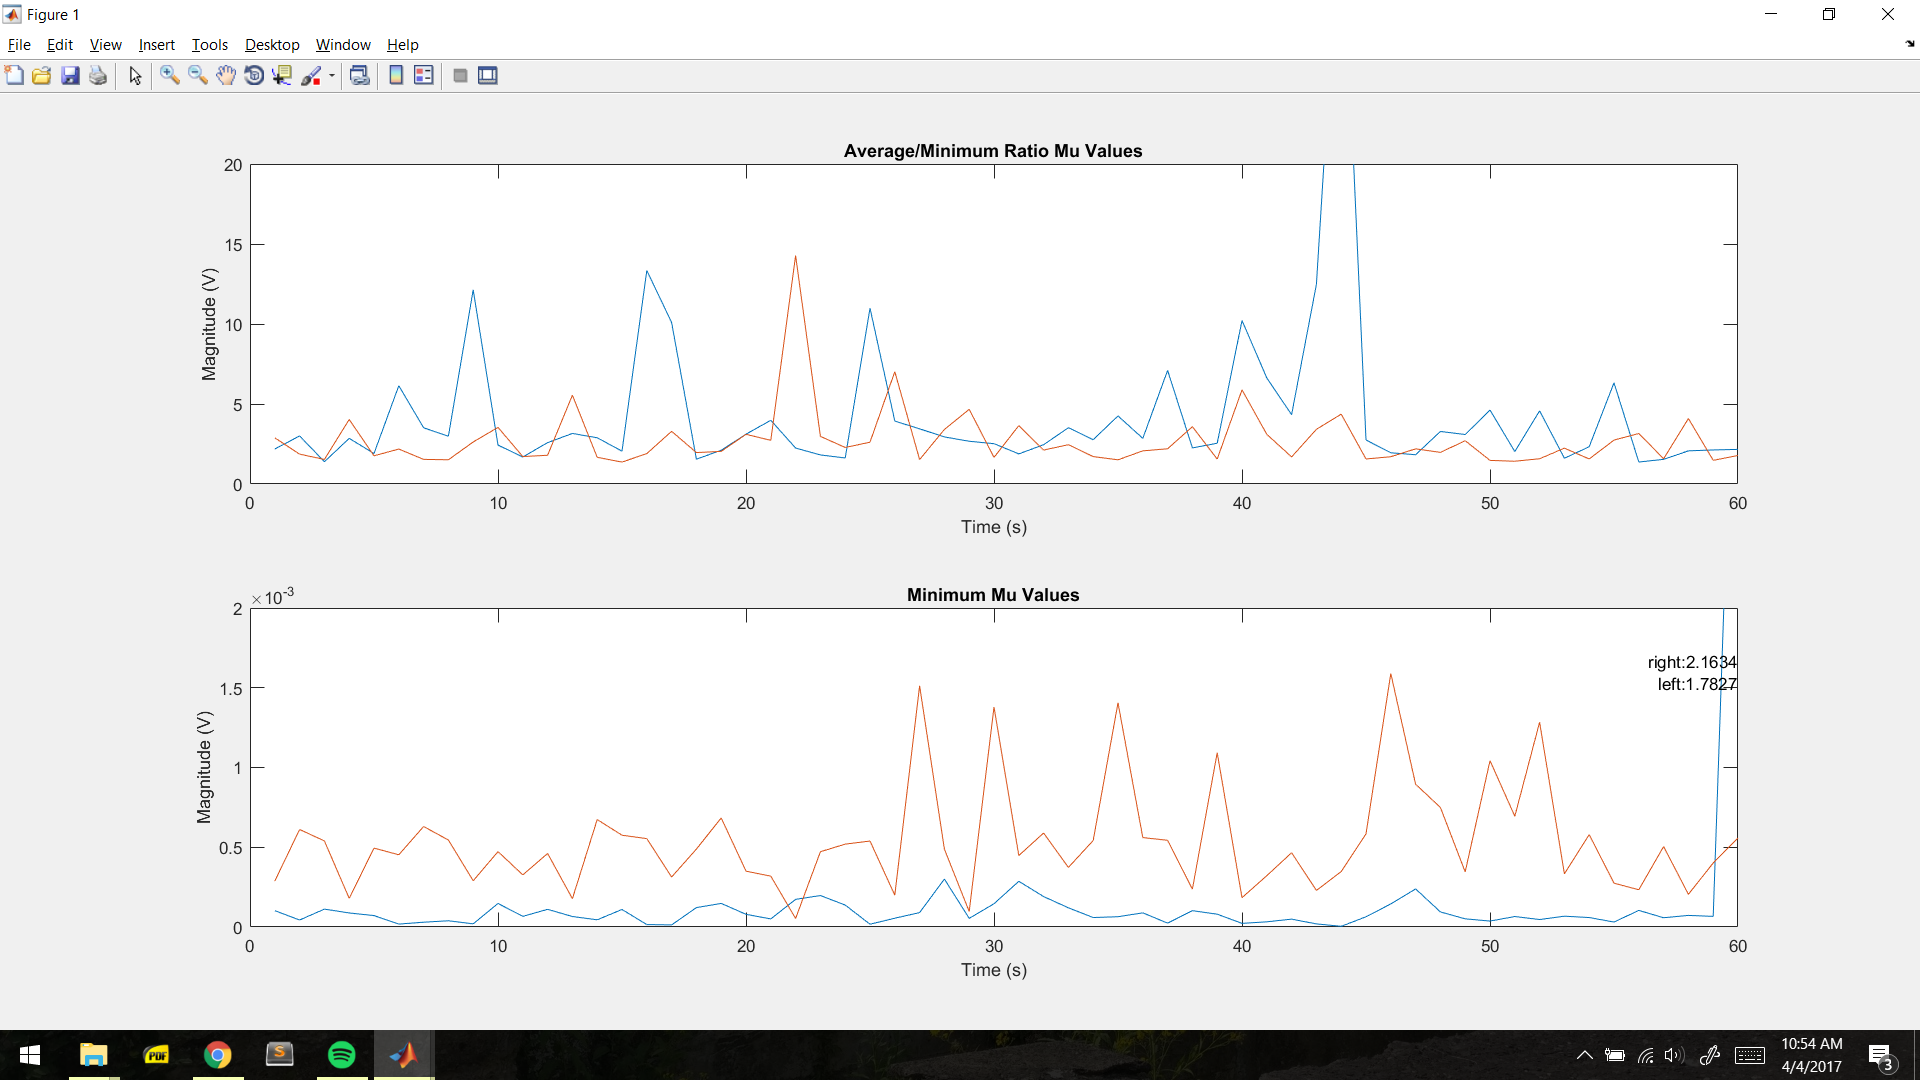 Figure 1
File Edit View Insert Tools Desktop Window Help
Average/Minimum Ratio Mu Values
Magnitude (V)
20
15
10
5
0
0 10 20 30 40 50 60
Time (s)
Minimum Mu Values
×10-3
Magnitude (V)
2
1.5
1
0.5
0
right:2.1634
left:1.7827
0 10 20 30 40 50 60
Time (s)
PDF
S
10:54 AM
4/4/2017
3